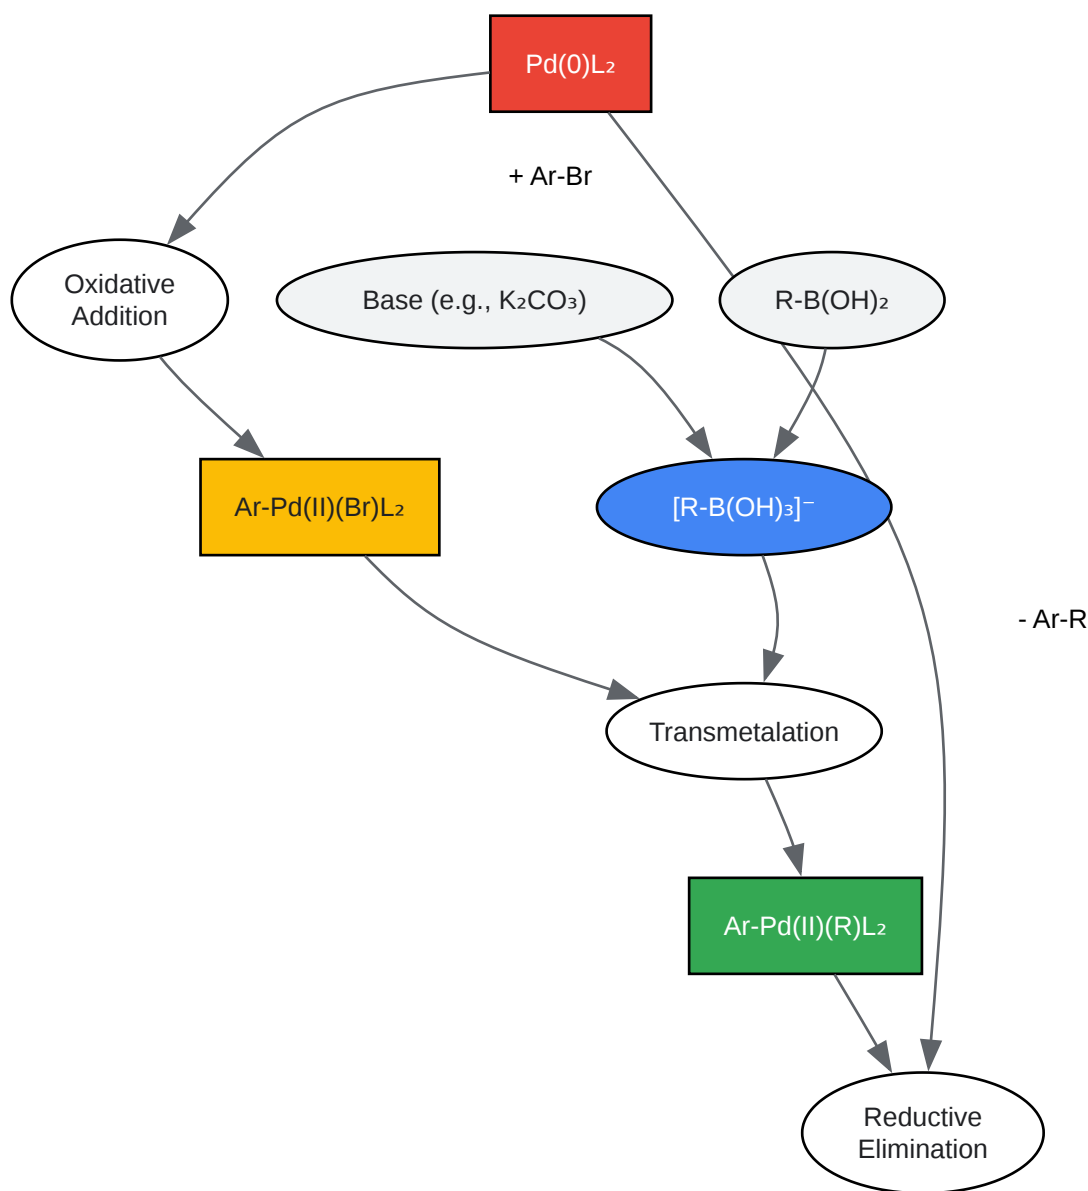 Pd(0)L₂
+ Ar-Br
Oxidative
Addition
Base (e.g., K₂CO₃)
R-B(OH)₂
Ar-Pd(II)(Br)L₂
[R-B(OH)₃]⁻
- Ar-R
Transmetalation
Ar-Pd(II)(R)L₂
Reductive
Elimination